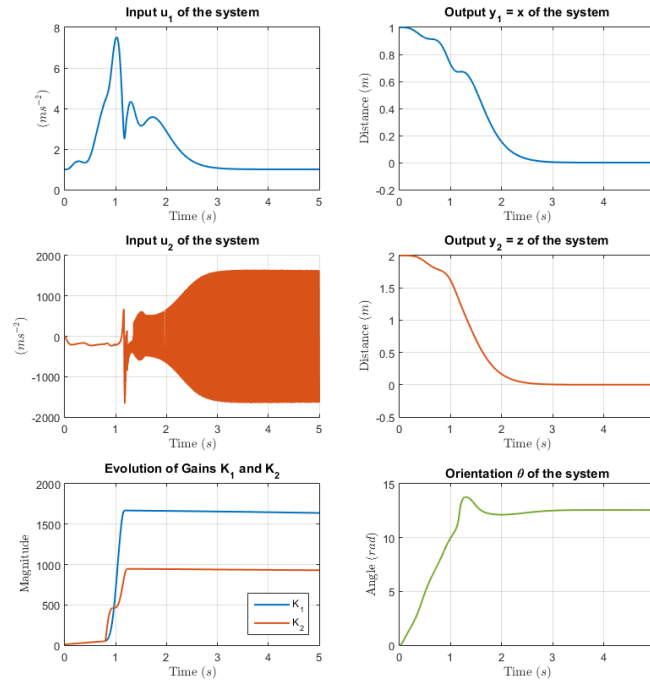 Input u₁ of the system
(ms⁻²)
8
6
4
2
0
0 1 2 3 4 5
Time (s)
Output y₁ = x of the system
Distance (m)
1
0.8
0.6
0.4
0.2
0
-0.2
0 1 2 3 4
Time (s)
Input u₂ of the system
(ms⁻²)
2000
1000
0
-1000
-2000
0 1 2 3 4 5
Time (s)
Output y₂ = z of the system
Distance (m)
2
1.5
1
0.5
0
-0.5
0 1 2 3 4
Time (s)
Evolution of Gains K₁ and K₂
Magnitude
2000
1500
1000
500
0
0 1 2 3 4 5
Time (s)
K₁
K₂
Orientation θ of the system
Angle (rad)
15
10
5
0
0 1 2 3 4
Time (s)